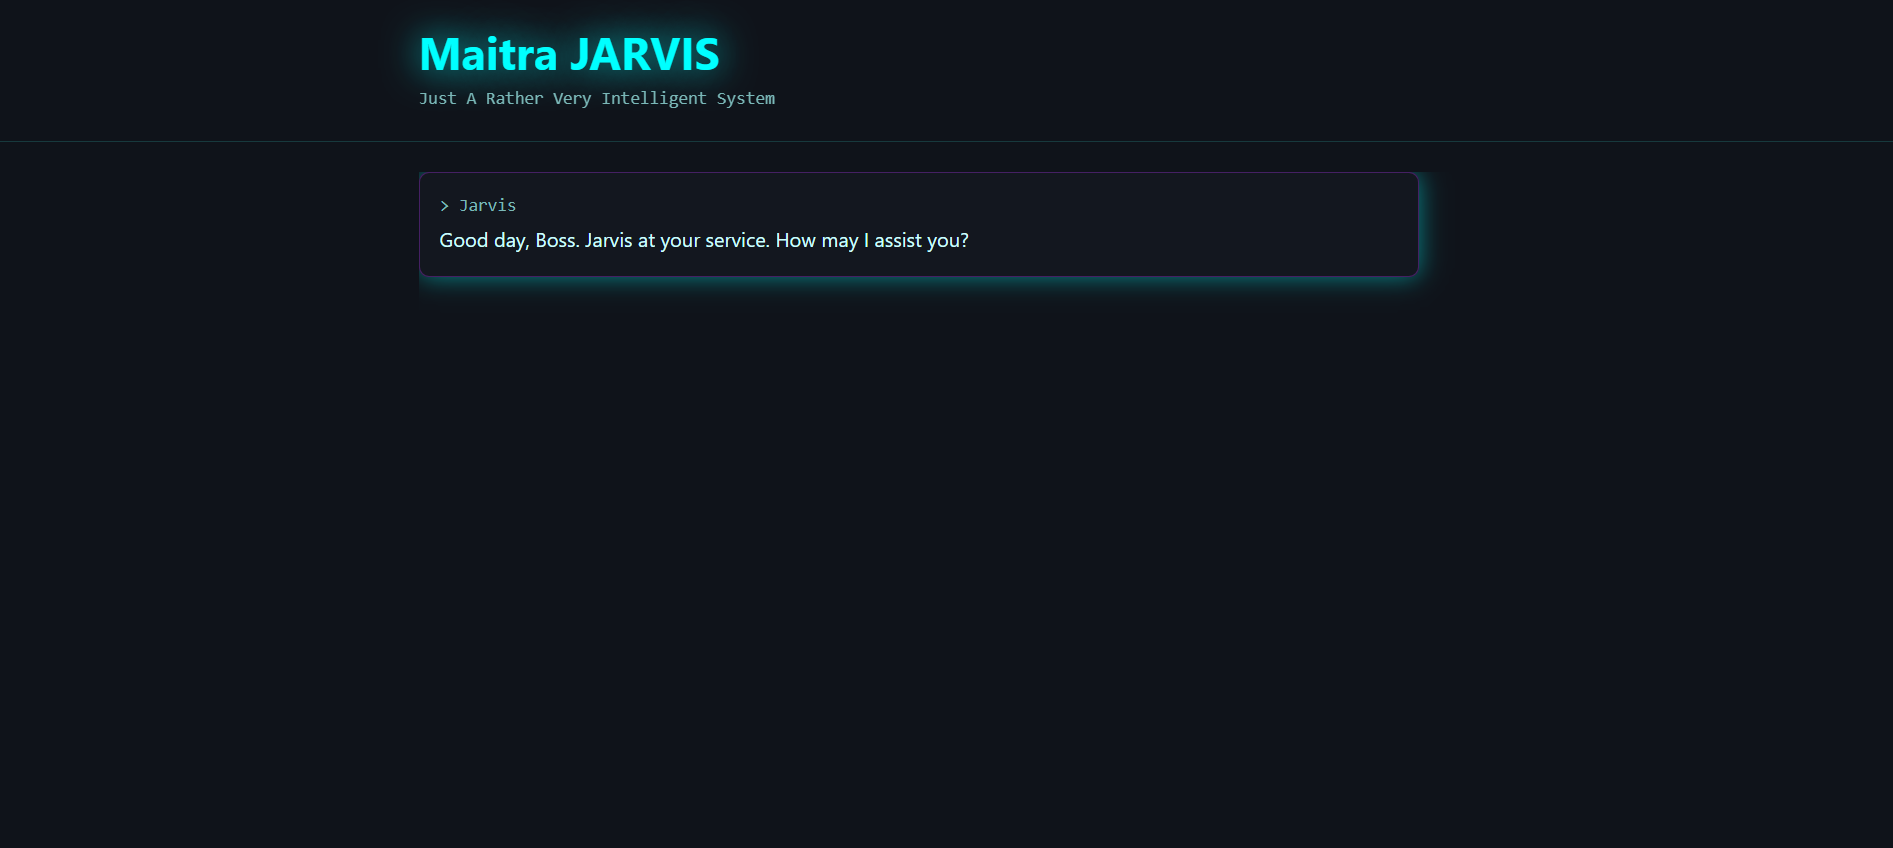 Maitra JARVIS
Just A Rather Very Intelligent System
> Jarvis
Good day, Boss. Jarvis at your service. How may I assist you?